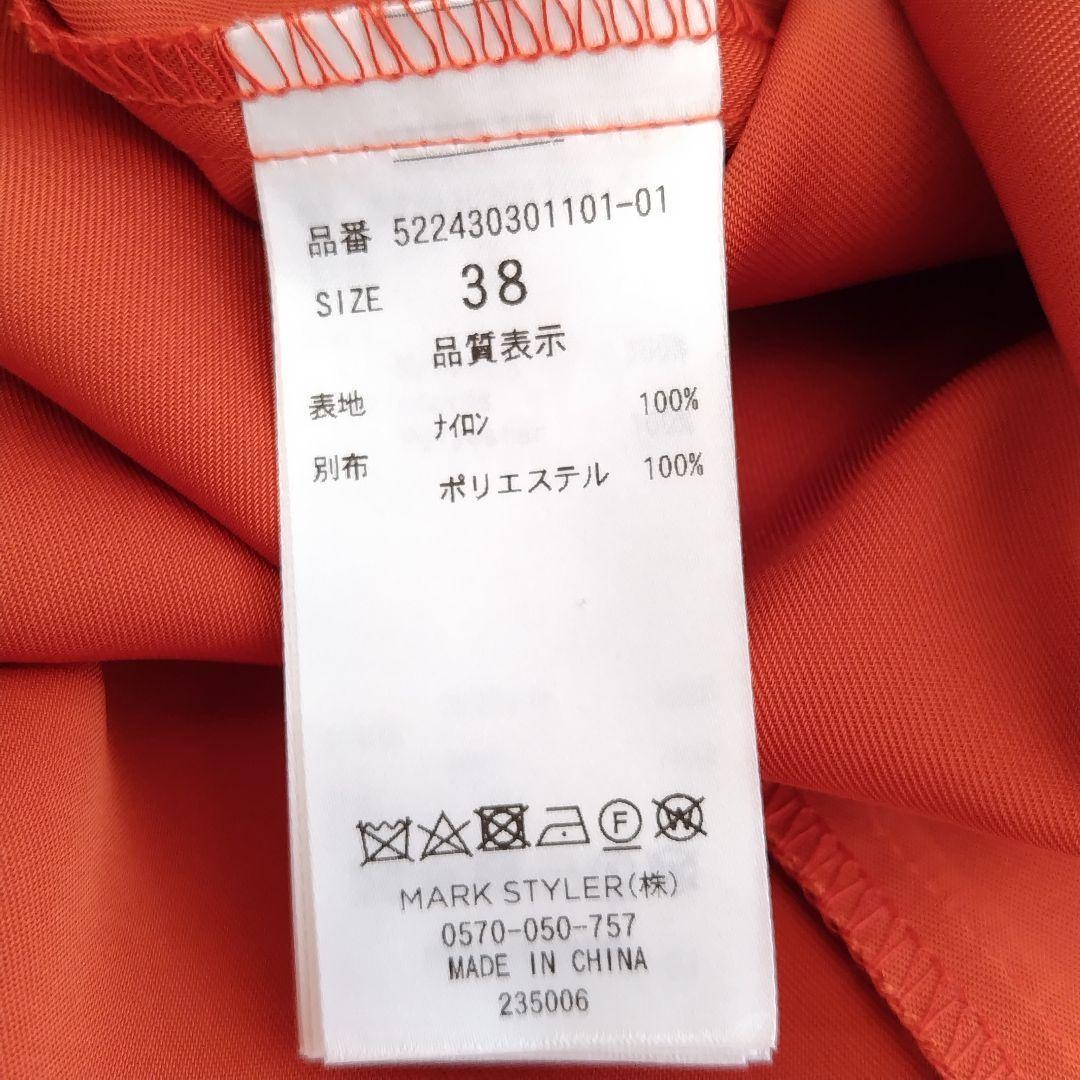 品番 522430301101-01
SIZE 38
品質表示
表地 ナイロン 100%
別布 ポリエステル 100%
F W
MARK STYLER(株)
0570-050-757
MADE IN CHINA
235006